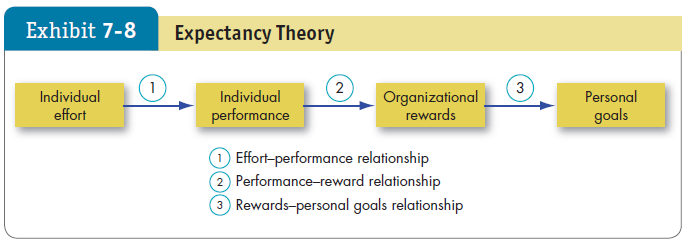 Exhibit 7-8 Expectancy Theory
1 2 3
Individual effort
Individual performance
Organizational rewards
Personal goals
1 Effort–performance relationship
2 Performance–reward relationship
3 Rewards–personal goals relationship